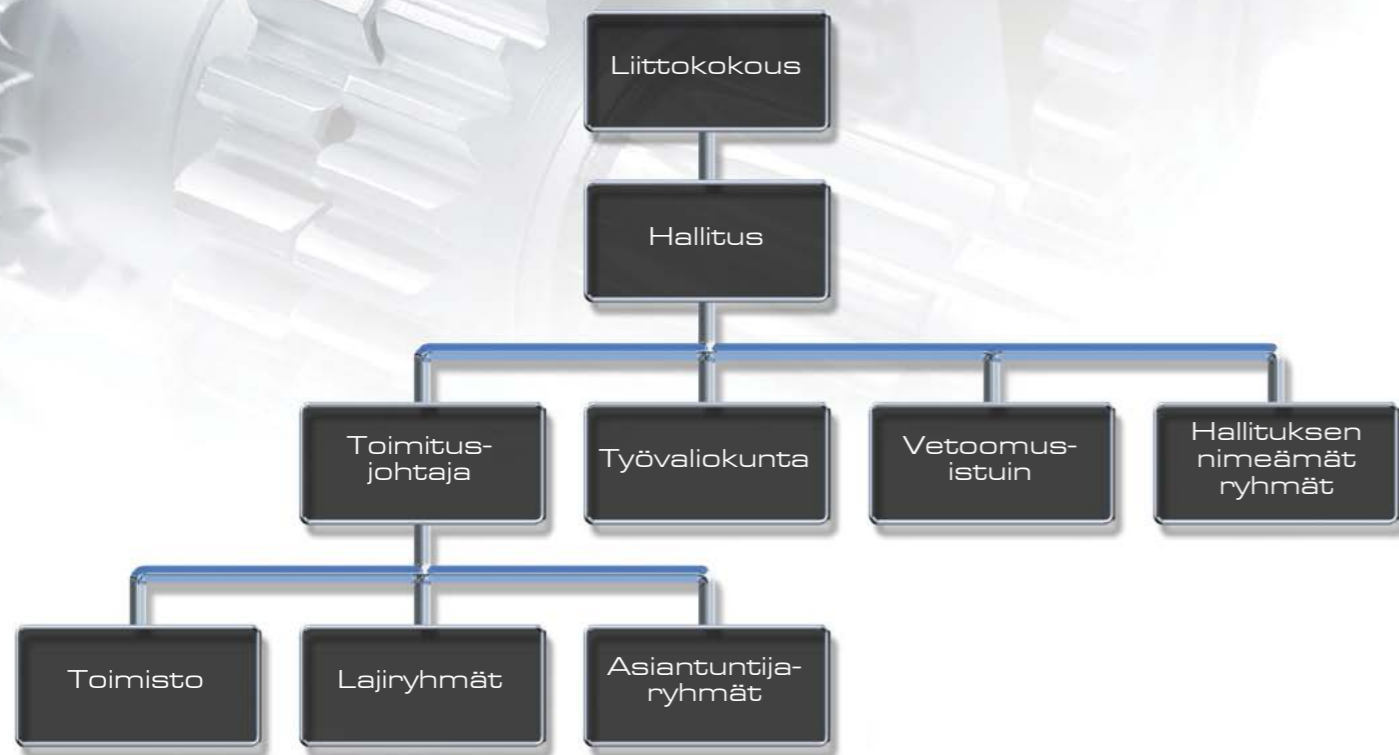 Liittokokous
Hallitus
Toimitus-
johtaja
Työvaliokunta
Vetoomus-
istuin
Hallituksen
nimeämät
ryhmät
Toimisto
Lajiryhmät
Asiantuntija-
ryhmät